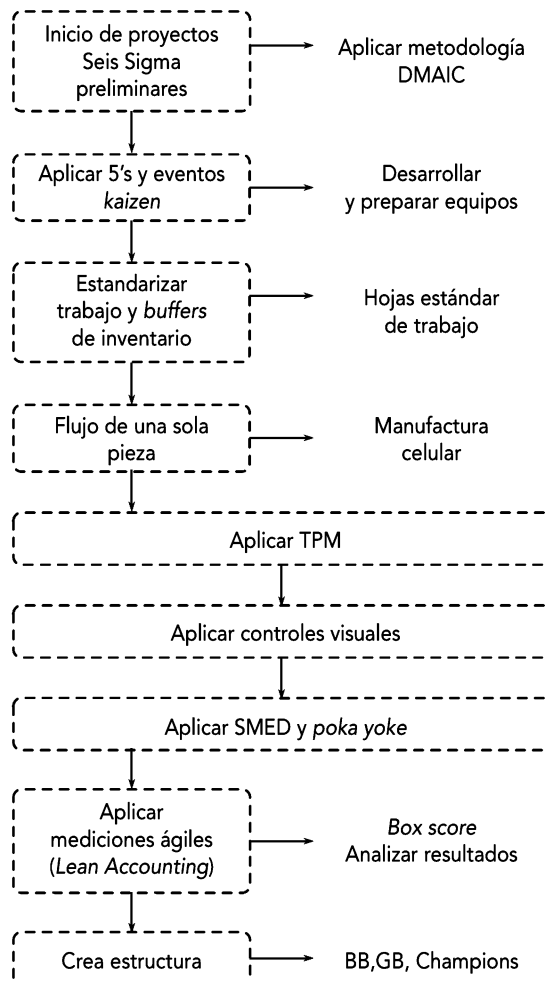 Inicio de proyectos
Seis Sigma
preliminares
Aplicar metodología
DMAIC
Aplicar 5's y eventos
kaizen
Desarrollar
y preparar equipos
Estandarizar
trabajo y buffers
de inventario
Hojas estándar
de trabajo
Flujo de una sola
pieza
Manufactura
celular
Aplicar TPM
Aplicar controles visuales
Aplicar SMED y poka yoke
Aplicar
mediciones ágiles
(Lean Accounting)
Box score
Analizar resultados
Crea estructura
BB,GB, Champions